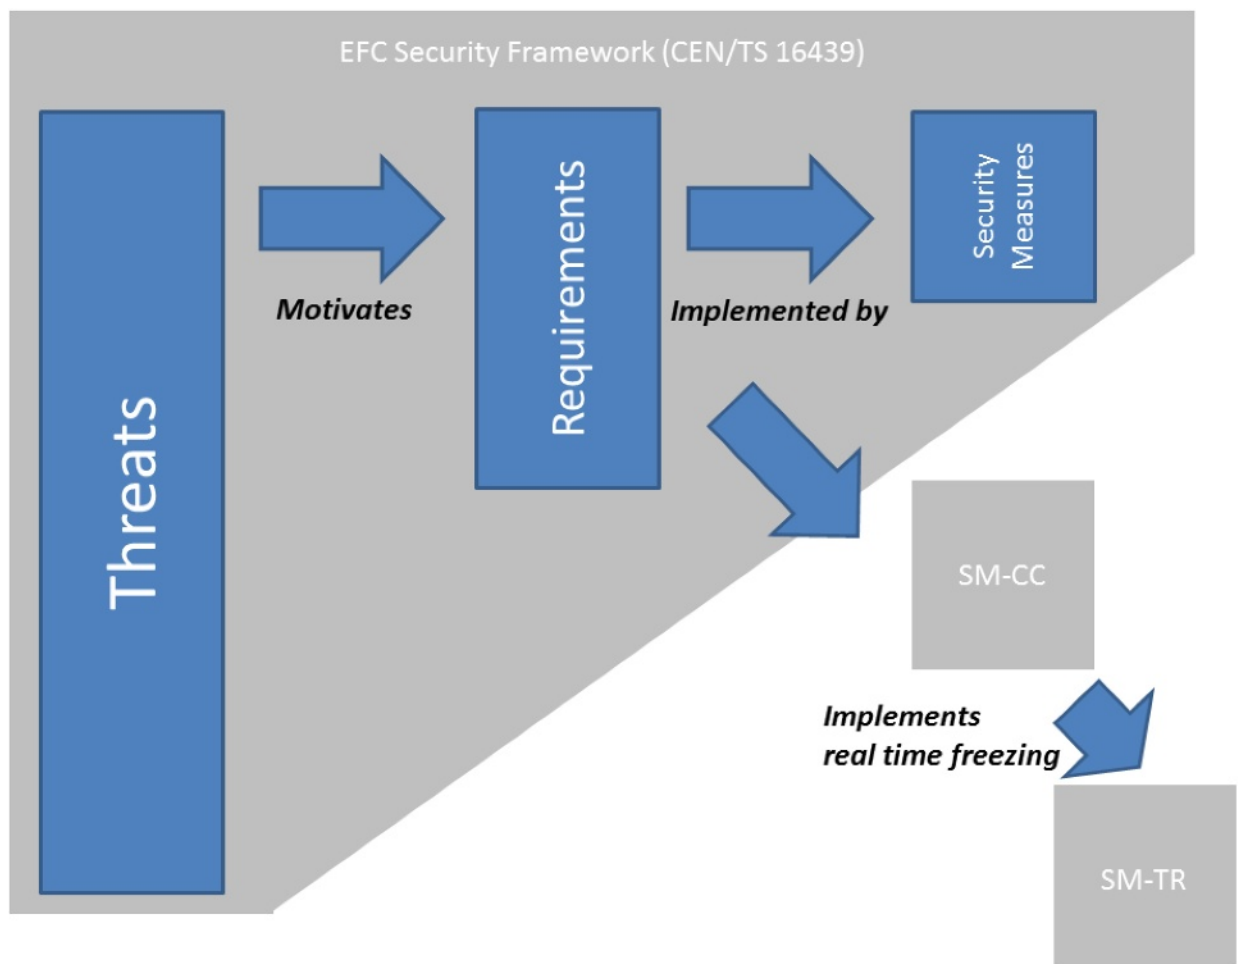 EFC Security Framework (CEN/TS 16439)
Threats
Motivates
Requirements
Implemented by
Security
Measures
SM-CC
Implements
real time freezing
SM-TR